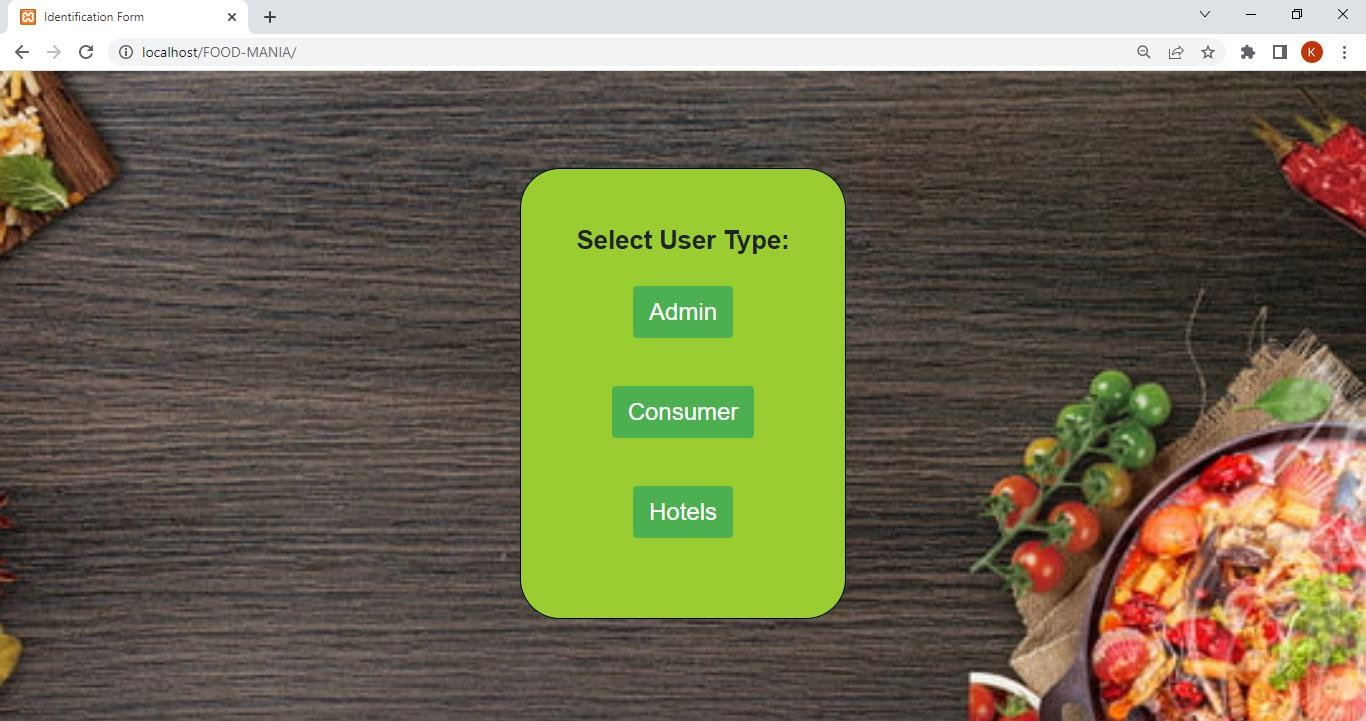 Identification Form
localhost/FOOD-MANIA/
K
Select User Type:
Admin
Consumer
Hotels